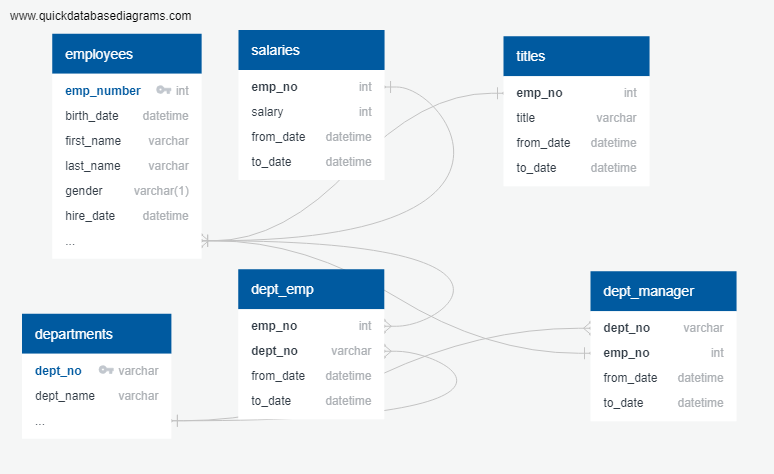 www.quickdatabasediagrams.com
employees
emp_number int
birth_date datetime
first_name varchar
last_name varchar
gender varchar(1)
hire_date datetime
...
salaries
emp_no int
salary int
from_date datetime
to_date datetime
titles
emp_no int
title varchar
from_date datetime
to_date datetime
departments
dept_no varchar
dept_name varchar
...
dept_emp
emp_no int
dept_no varchar
from_date datetime
to_date datetime
dept_manager
dept_no varchar
emp_no int
from_date datetime
to_date datetime